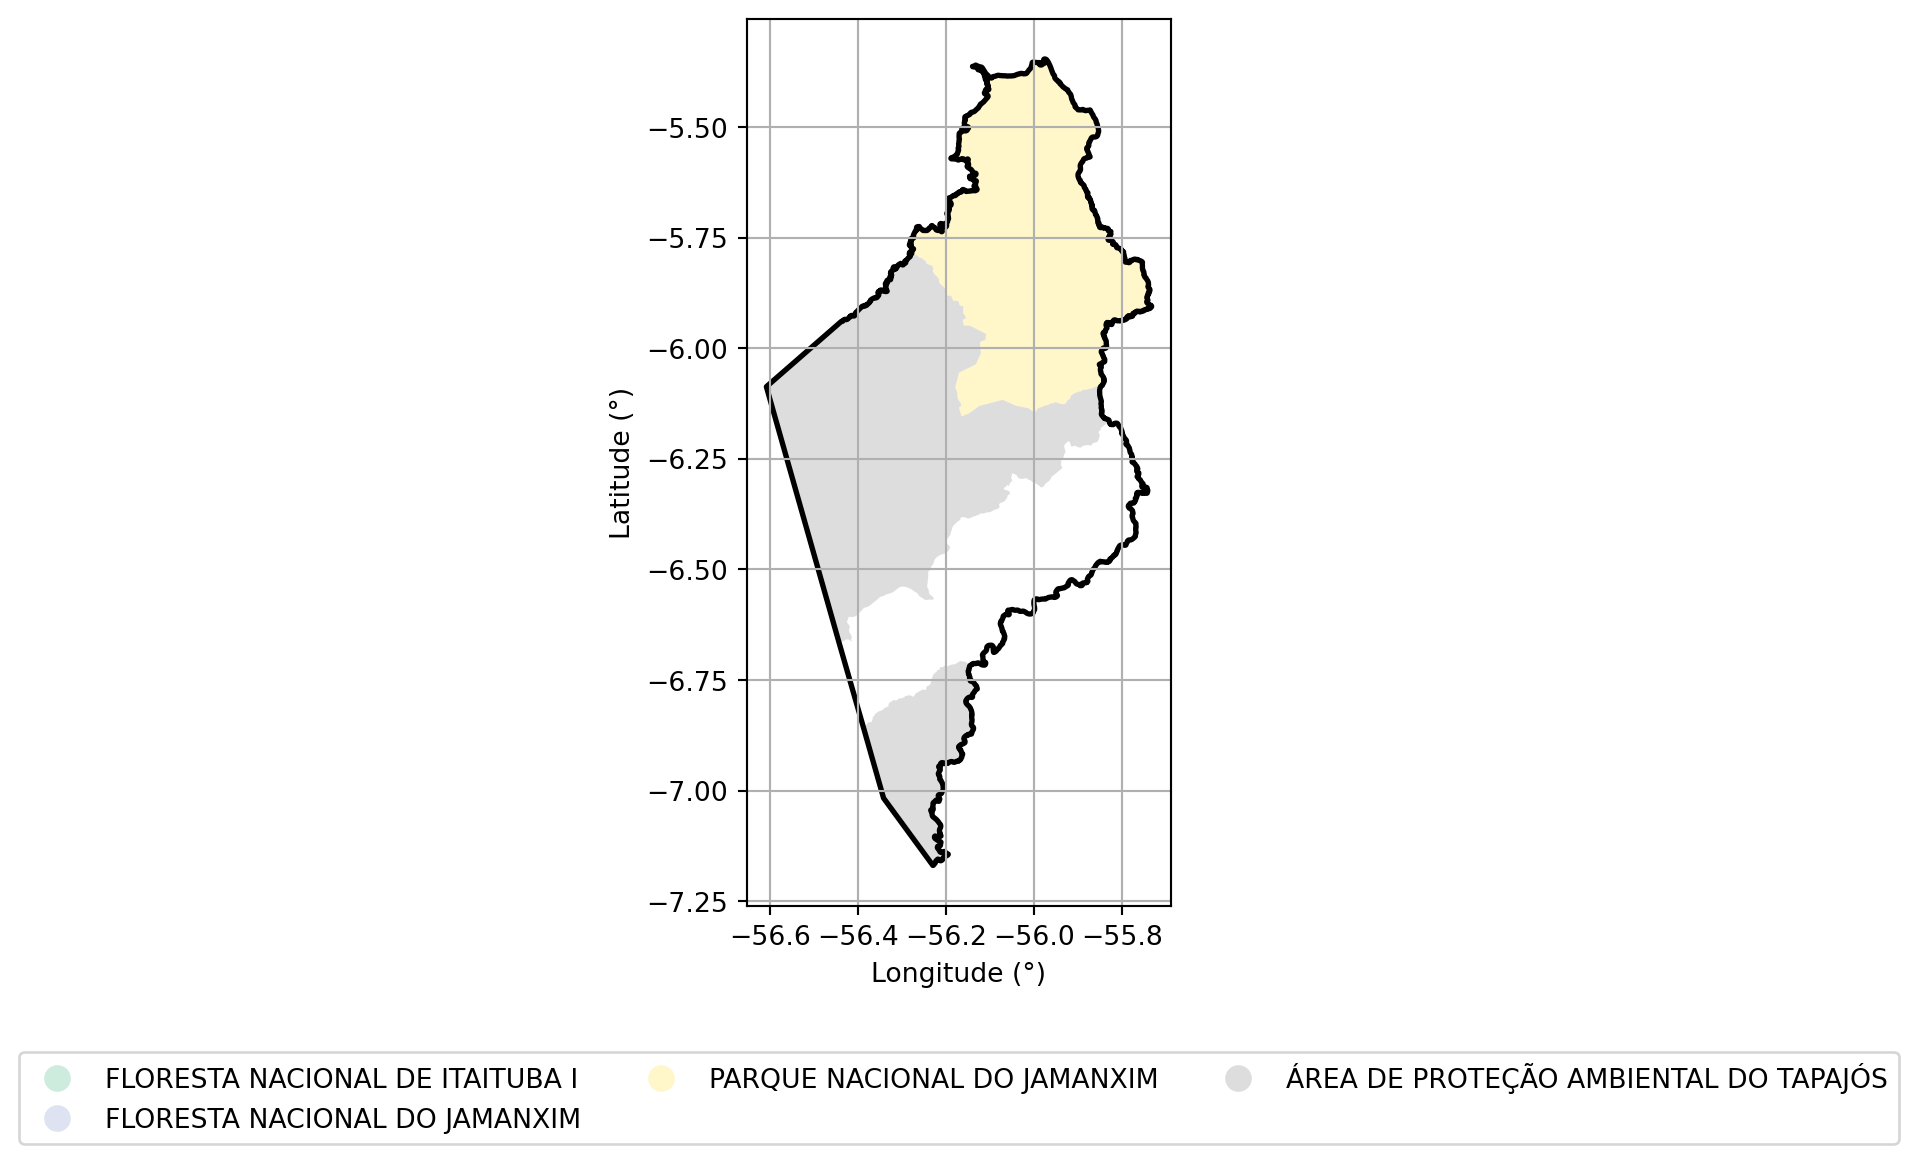 −5.50
−5.75
−6.00
−6.25
−6.50
−6.75
−7.00
−7.25
Latitude (°)
−56.6 −56.4 −56.2 −56.0 −55.8
Longitude (°)
FLORESTA NACIONAL DE ITAITUBA I
FLORESTA NACIONAL DO JAMANXIM
PARQUE NACIONAL DO JAMANXIM
ÁREA DE PROTEÇÃO AMBIENTAL DO TAPAJÓS